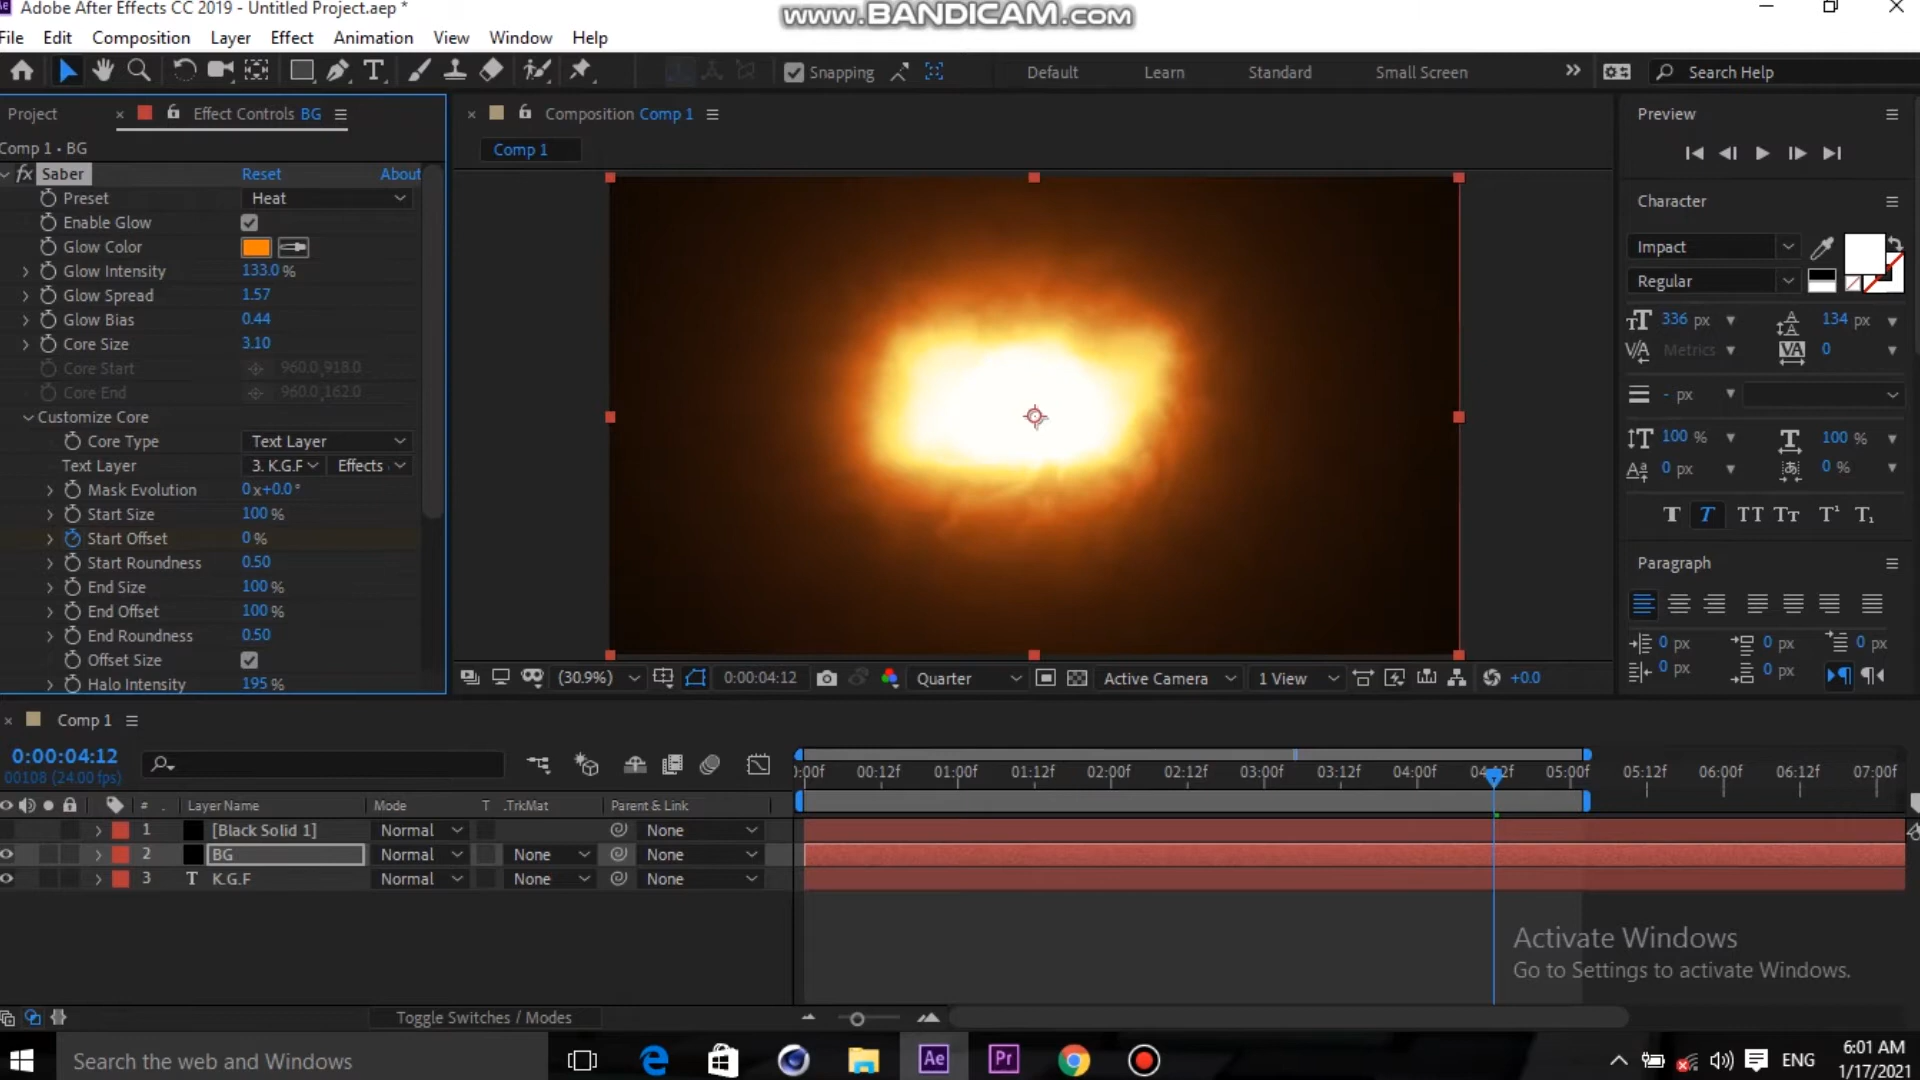 Adobe After Effects CC 2019 - Untitled Project.aep *
www.BANDICAM.com
File Edit Composition Layer Effect Animation View Window Help
Snapping
Default Learn Standard Small Screen
Search Help
Project
Effect Controls BG
Composition Comp 1
Preview
Comp 1 • BG
Comp 1
fx Saber Reset About
Preset Heat
Enable Glow
Glow Color
Glow Intensity 133.0 %
Glow Spread 1.57
Glow Bias 0.44
Core Size 3.10
Core Start 960.0,918.0
Core End 960.0,162.0
Customize Core
Core Type Text Layer
Text Layer 3. K.G.F Effects
Mask Evolution 0 x+0.0 °
Start Size 100 %
Start Offset 0 %
Start Roundness 0.50
End Size 100 %
End Offset 100 %
End Roundness 0.50
Offset Size
Halo Intensity 195 %
Character
Impact
Regular
336 px 134 px
Metrics 0
- px
100 % 100 %
0 px 0 %
T T TT Tт T¹ T₁
Paragraph
0 px 0 px 0 px
0 px 0 px
(30.9%) 0:00:04:12 Quarter Active Camera 1 View +0.0
Comp 1
0:00:04:12
00108 (24.00 fps)
:00f 00:12f 01:00f 01:12f 02:00f 02:12f 03:00f 03:12f 04:00f 04:12f 05:00f 05:12f 06:00f 06:12f 07:00f
# Layer Name Mode T .TrkMat Parent & Link
1 [Black Solid 1] Normal None
2 BG Normal None None
3 T K.G.F Normal None None
Activate Windows
Go to Settings to activate Windows.
Toggle Switches / Modes
Search the web and Windows
Ae Pr
ENG
6:01 AM
1/17/2021